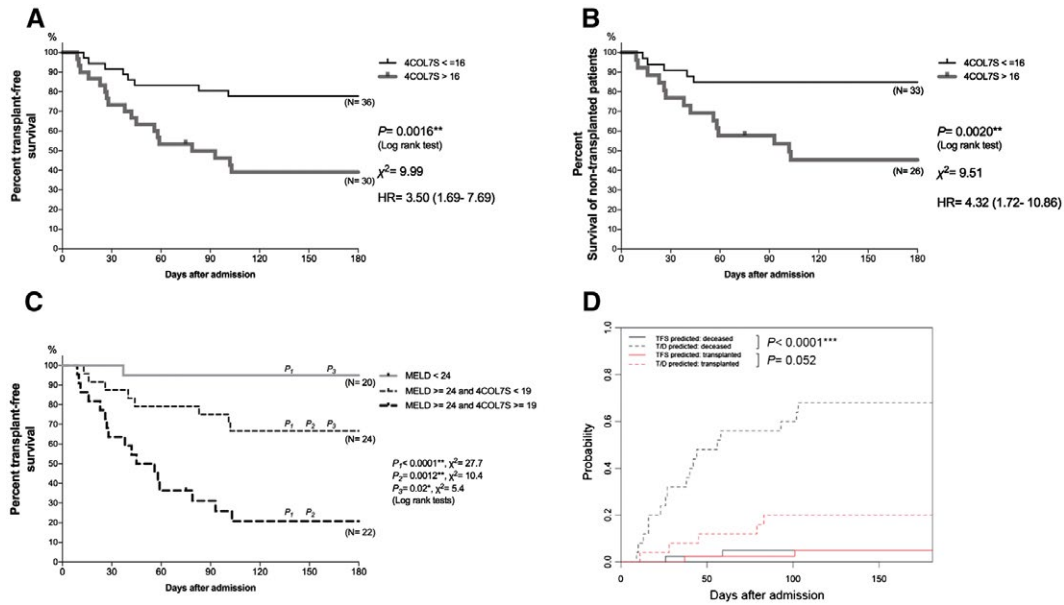 A
%
100
90
80
70
60
50
40
30
20
10
0
Percent transplant-free
survival
0 30 60 90 120 150 180
Days after admission
4COL7S <=16
4COL7S > 16
(N= 36)
(N= 30)
P= 0.0016**
(Log rank test)
χ²= 9.99
HR= 3.50 (1.69- 7.69)
B
%
100
90
80
70
60
50
40
30
20
10
0
Percent
Survival of non-transplanted patients
0 60 120 180
Days after admission
4COL7S <=16
4COL7S > 16
(N= 33)
(N= 26)
P= 0.0020**
(Log rank test)
χ²= 9.51
HR= 4.32 (1.72- 10.86)
C
%
100
90
80
70
60
50
40
30
20
10
0
Percent transplant-free
survival
0 30 60 90 120 150 180
Days after admission
P₁ P₃
(N= 20)
P₁ P₂ P₃
(N= 24)
P₁ P₂
(N= 22)
MELD < 24
MELD >= 24 and 4COL7S < 19
MELD >= 24 and 4COL7S >= 19
P₁< 0.0001**, χ²= 27.7
P₂= 0.0012**, χ²= 10.4
P₃= 0.02*, χ²= 5.4
(Log rank tests)
D
1.0
0.8
0.6
0.4
0.2
0.0
Probability
0 50 100 150
Days after admission
TFS predicted: deceased
T/D predicted: deceased
P< 0.0001***
TFS predicted: transplanted
T/D predicted: transplanted
P= 0.052